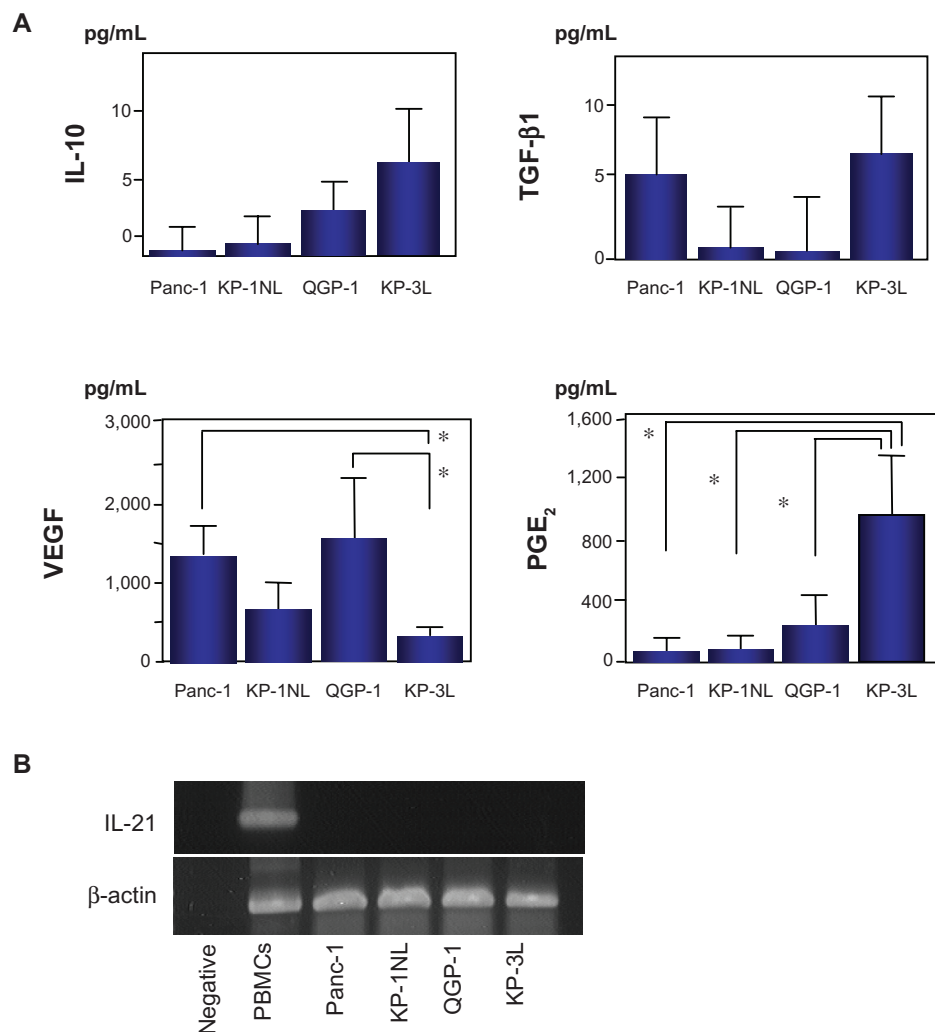 A
pg/mL
IL-10
10
5
0
Panc-1 KP-1NL QGP-1 KP-3L
pg/mL
TGF-β1
10
5
0
Panc-1 KP-1NL QGP-1 KP-3L
pg/mL
VEGF
3,000
2,000
1,000
0
*
*
Panc-1 KP-1NL QGP-1 KP-3L
pg/mL
PGE₂
1,600
1,200
800
400
0
*
*
*
Panc-1 KP-1NL QGP-1 KP-3L
B
IL-21
β-actin
Negative
PBMCs
Panc-1
KP-1NL
QGP-1
KP-3L